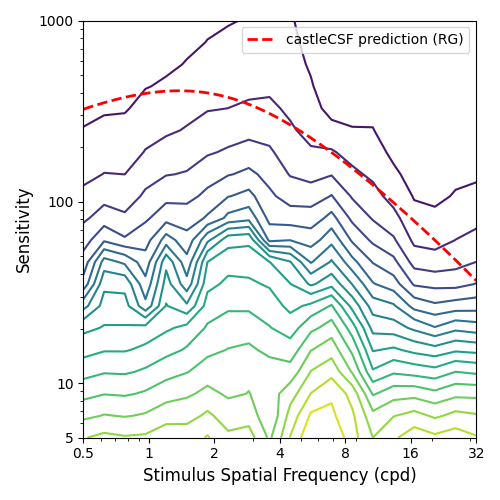 1000
castleCSF prediction (RG)
100
Sensitivity
10
5
0.5 1 2 4 8 16 32
Stimulus Spatial Frequency (cpd)